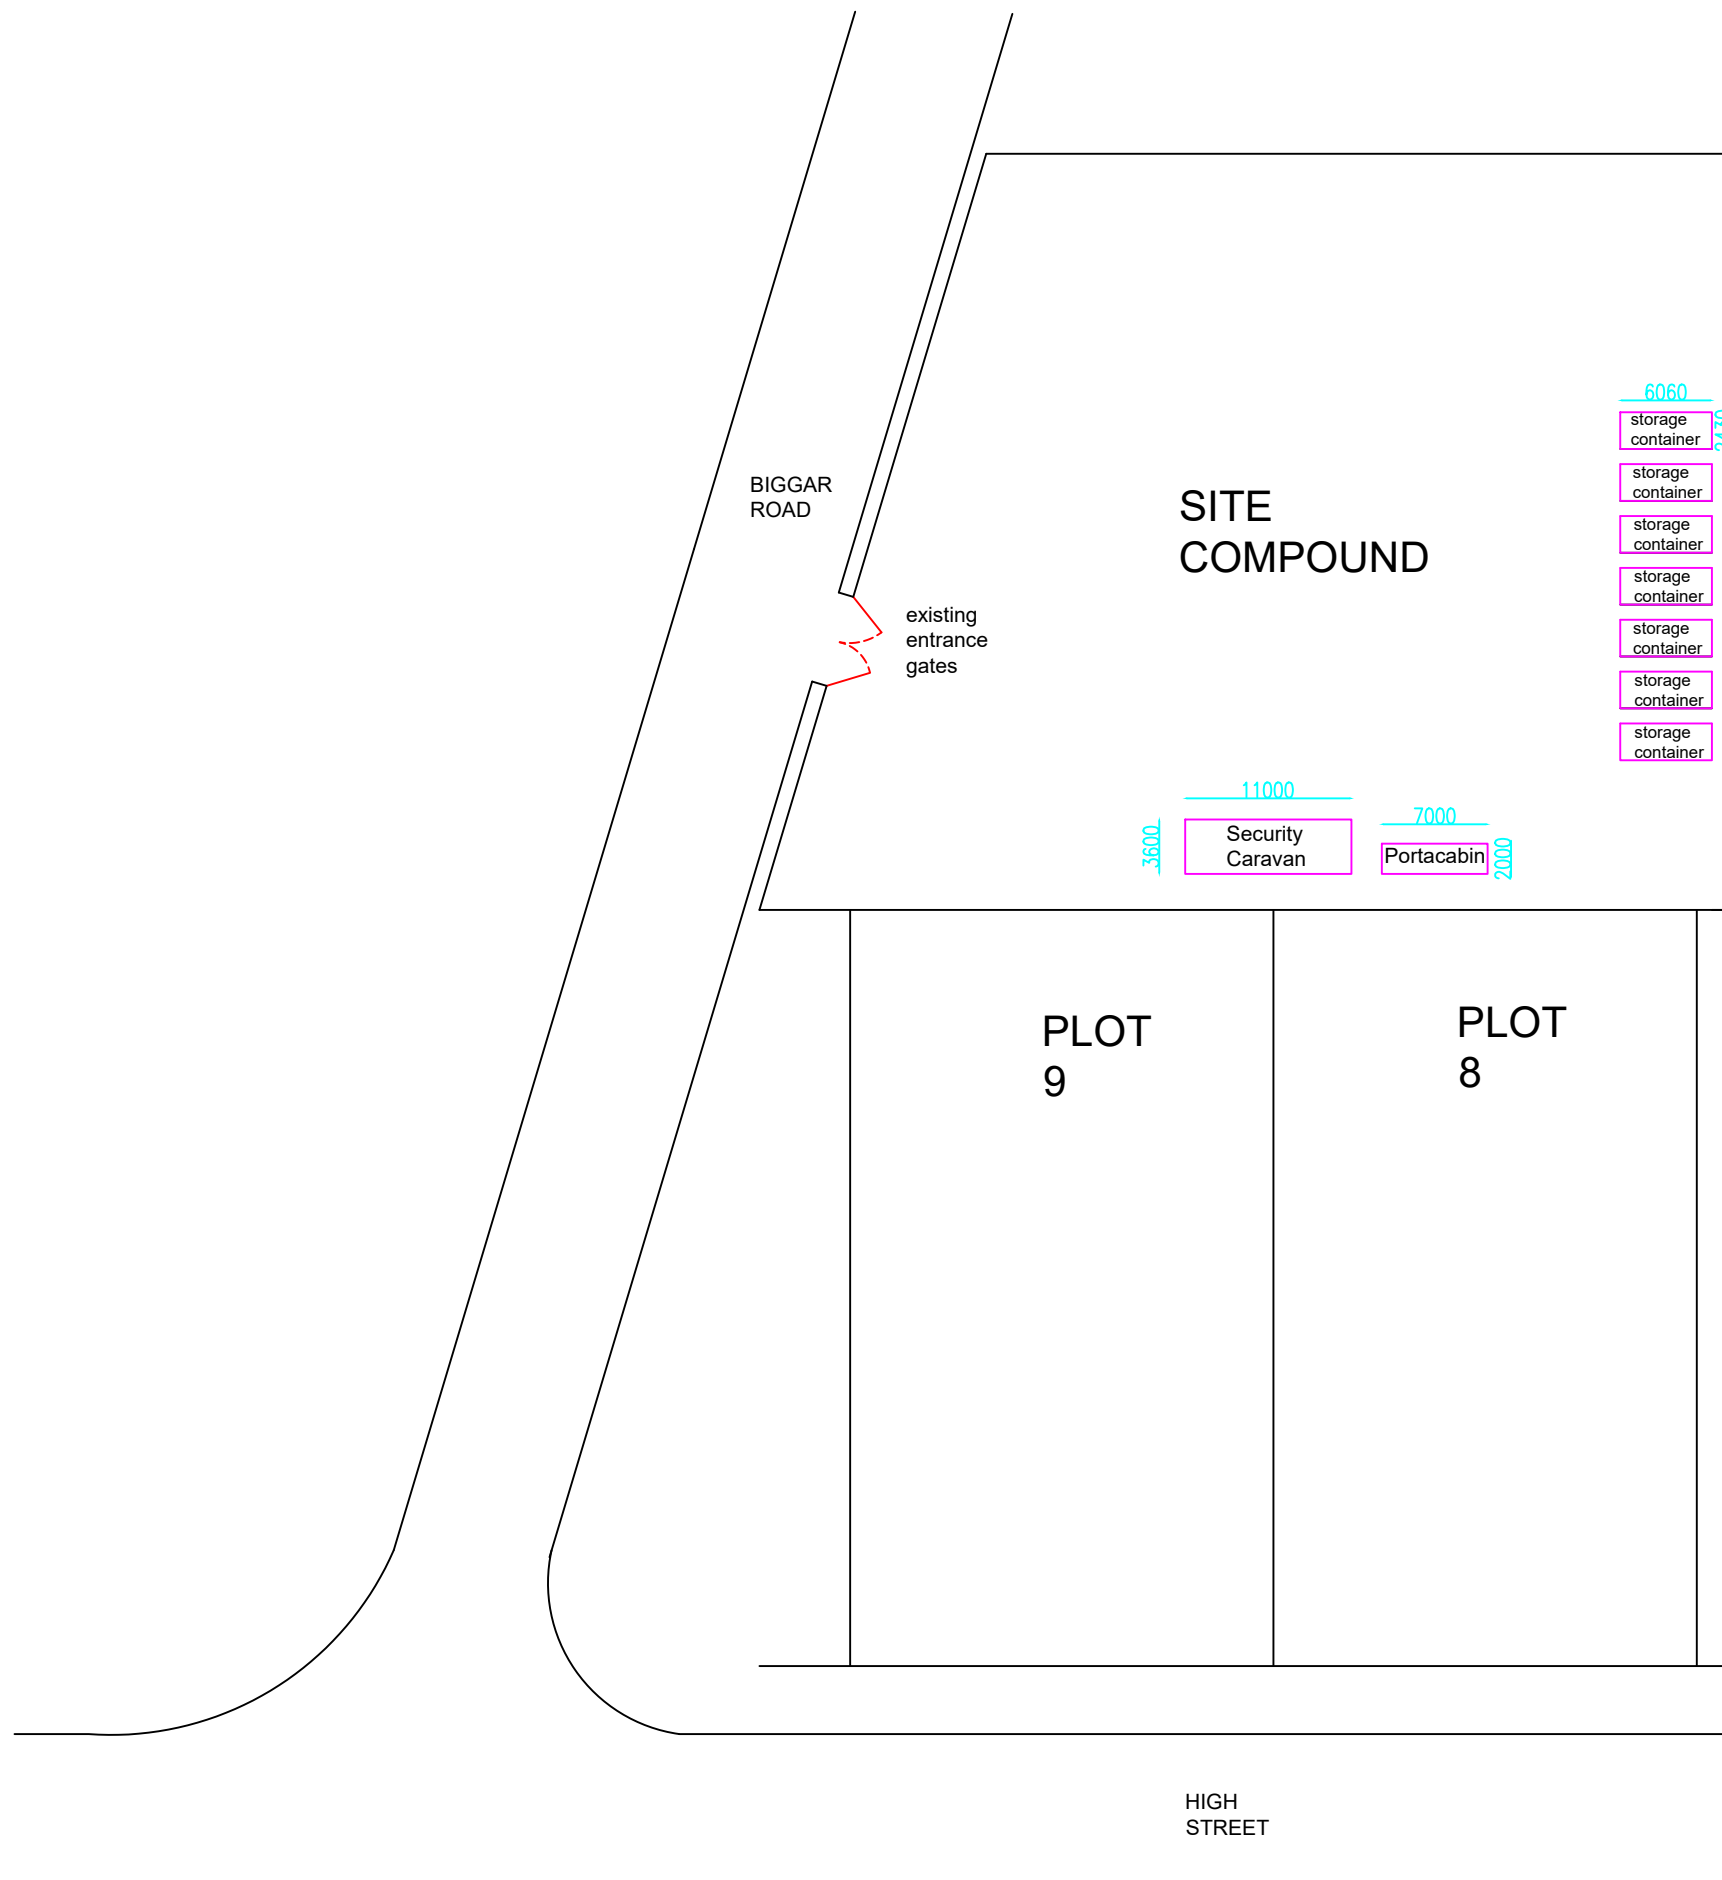 6060
storage
container
storage
container
storage
container
storage
container
storage
container
storage
container
storage
container
BIGGAR
ROAD
SITE
COMPOUND
existing
entrance
gates
11000
3600
Security
Caravan
7000
Portacabin
2000
PLOT
9
PLOT
8
HIGH
STREET